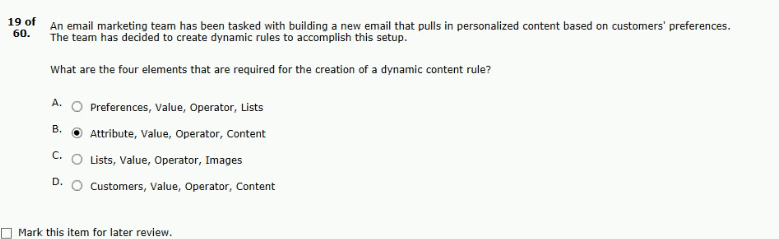 19 of 60.
An email marketing team has been tasked with building a new email that pulls in personalized content based on customers' preferences.
The team has decided to create dynamic rules to accomplish this setup.
What are the four elements that are required for the creation of a dynamic content rule?
A. Preferences, Value, Operator, Lists
B. Attribute, Value, Operator, Content
C. Lists, Value, Operator, Images
D. Customers, Value, Operator, Content
Mark this item for later review.